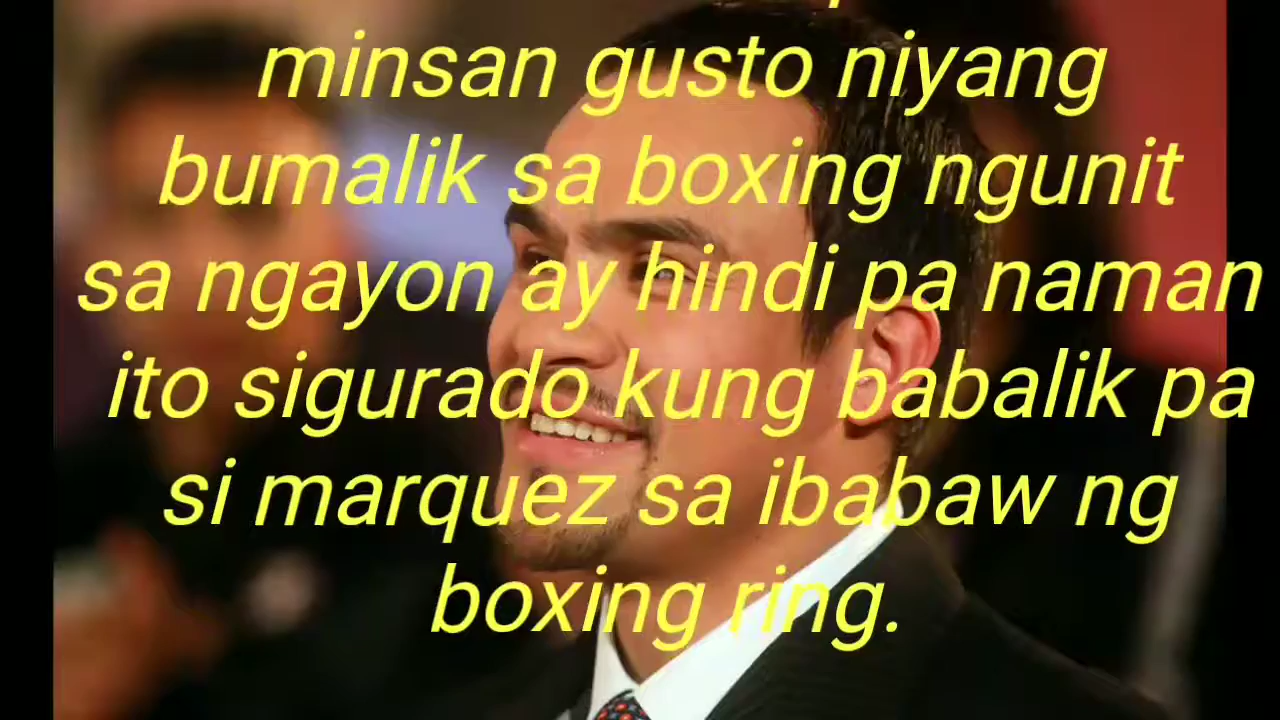 minsan gusto niyang
bumalik sa boxing ngunit
sa ngayon ay hindi pa naman
ito sigurado kung babalik pa
si marquez sa ibabaw ng
boxing ring.